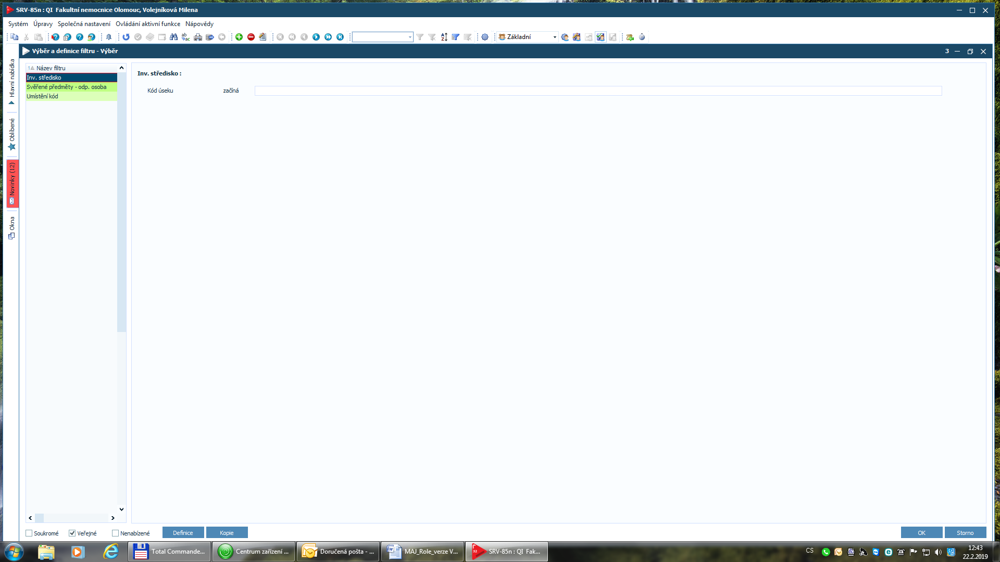 SRV-85n : QI Fakultní nemocnice Olomouc, Volejníková Milena
Systém Úpravy Společná nastavení Ovládání aktivní funkce Nápovědy
Základní
Výběr a definice filtru - Výběr
3
Hlavní nabídka
Oblíbené
Novinky (12)
Okna
Název filtru
Inv. středisko
Svěřené předměty - odp. osoba
Umístění kód
Inv. středisko :
Kód úseku začíná
Soukromé Veřejné Nenabízené Definice Kopie OK Storno
Total Commande... Centrum zařízení ... Doručená pošta - ... MAJ_Role_verze V... SRV-85n : QI Fak...
CS
12:43
22.2.2019